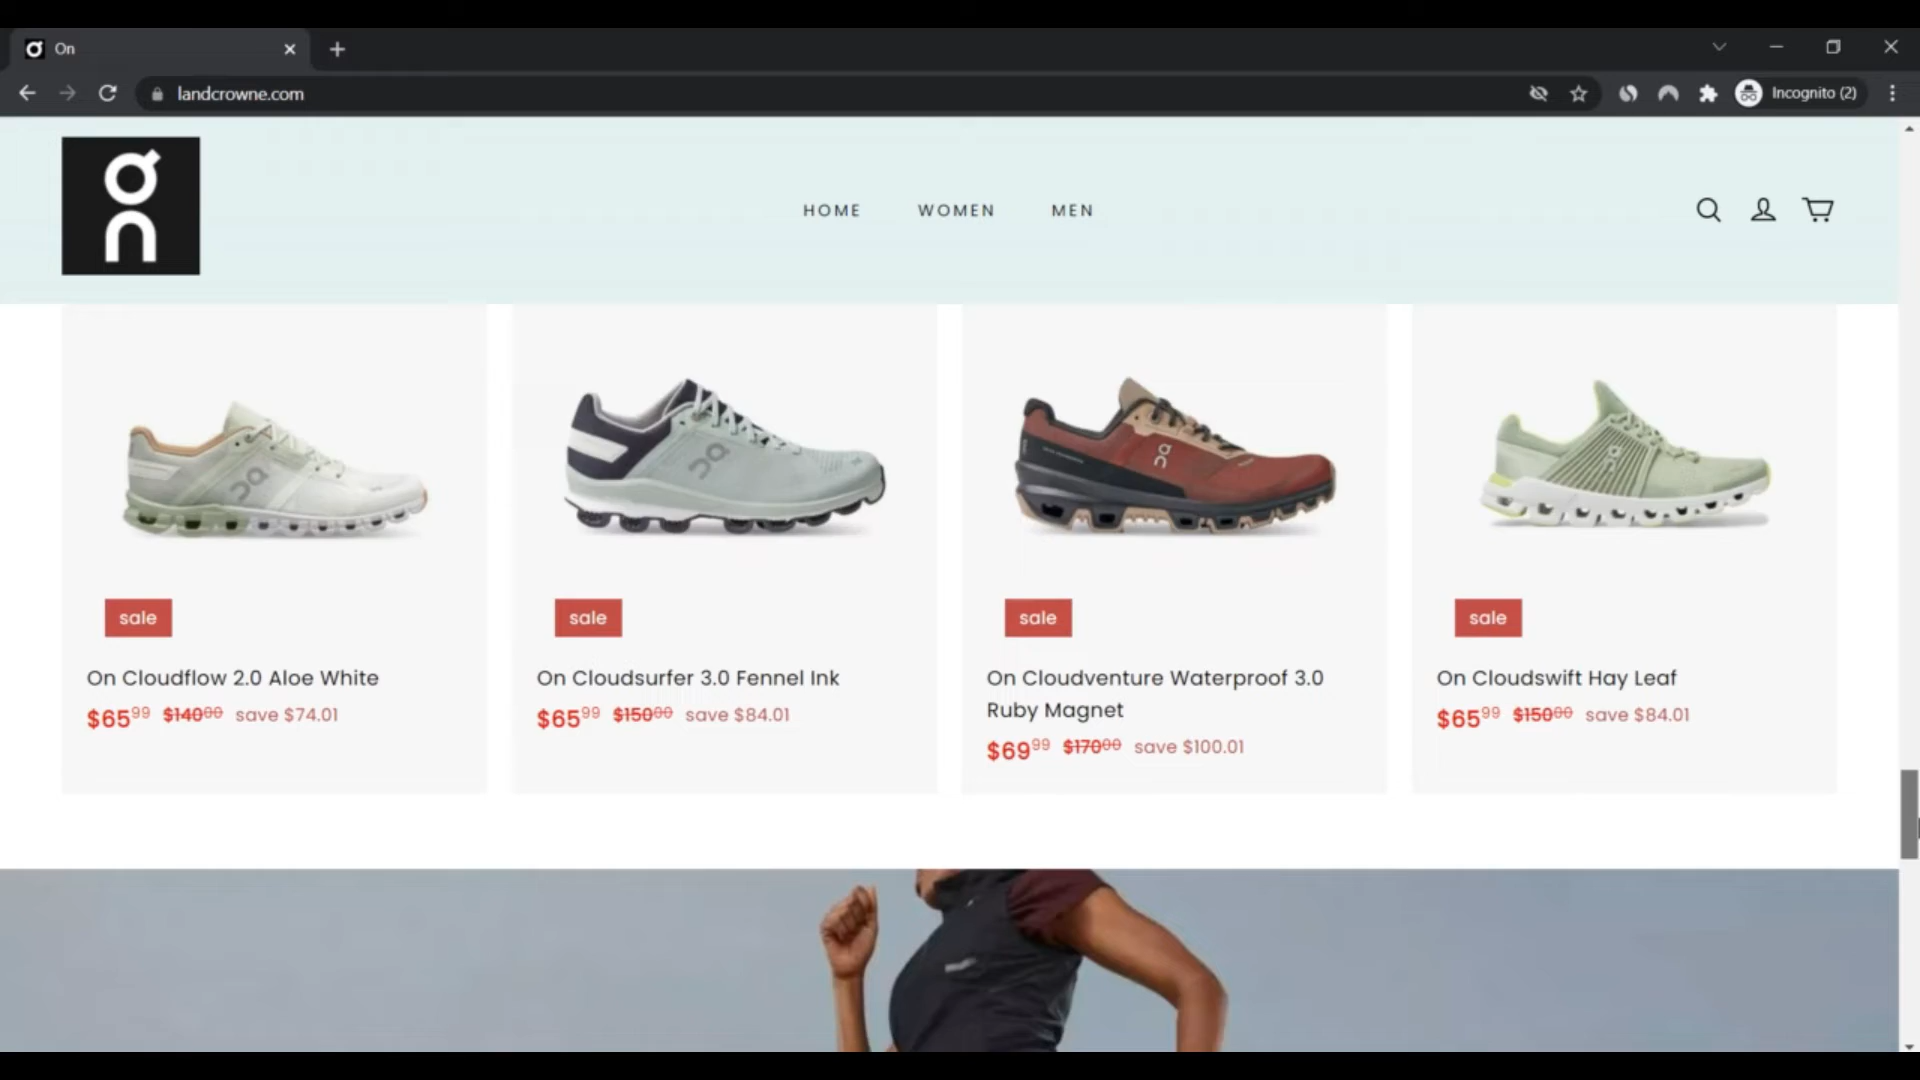 On
landcrowne.com
Incognito (2)
On
HOME WOMEN MEN
sale
sale
sale
sale
On Cloudflow 2.0 Aloe White
$65.99 $140.00 save $74.01
On Cloudsurfer 3.0 Fennel Ink
$65.99 $150.00 save $84.01
On Cloudventure Waterproof 3.0
Ruby Magnet
$69.99 $170.00 save $100.01
On Cloudswift Hay Leaf
$65.99 $150.00 save $84.01